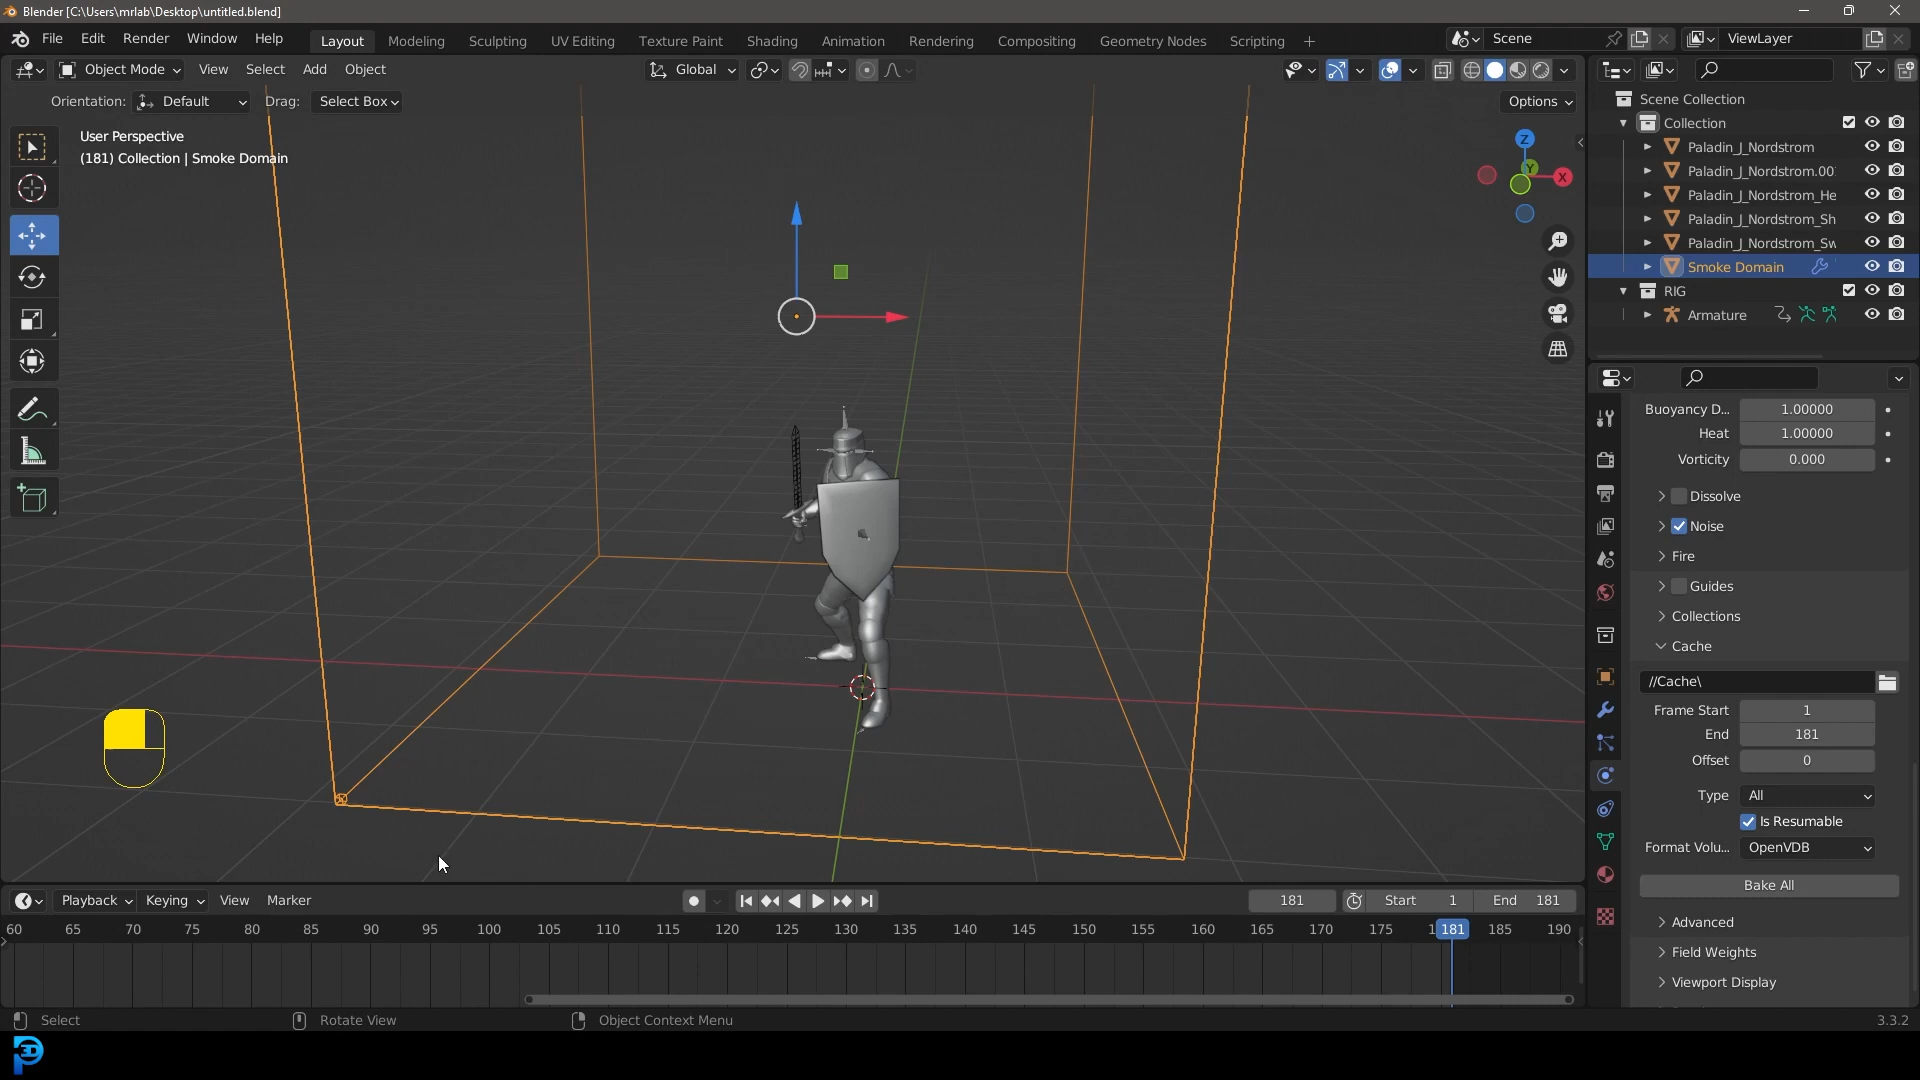 Blender [C:\Users\mrlab\Desktop\untitled.blend]
File Edit Render Window Help
Layout Modeling Sculpting UV Editing Texture Paint Shading Animation Rendering Compositing Geometry Nodes Scripting +
Scene
ViewLayer
Object Mode View Select Add Object
Global
Orientation: Default Drag: Select Box
Options
User Perspective
(181) Collection | Smoke Domain
Z
Y
X
Scene Collection
Collection
Paladin_J_Nordstrom
Paladin_J_Nordstrom.00
Paladin_J_Nordstrom_He
Paladin_J_Nordstrom_Sh
Paladin_J_Nordstrom_Sw
Smoke Domain
RIG
Armature
Buoyancy D... 1.00000
Heat 1.00000
Vorticity 0.000
Dissolve
Noise
Fire
Guides
Collections
Cache
//Cache\
Frame Start 1
End 181
Offset 0
Type All
Is Resumable
Format Volu... OpenVDB
Bake All
Advanced
Field Weights
Viewport Display
Playback Keying View Marker
181 Start 1 End 181
60 65 70 75 80 85 90 95 100 105 110 115 120 125 130 135 140 145 150 155 160 165 170 175 181 185 190
Select Rotate View Object Context Menu
3.3.2